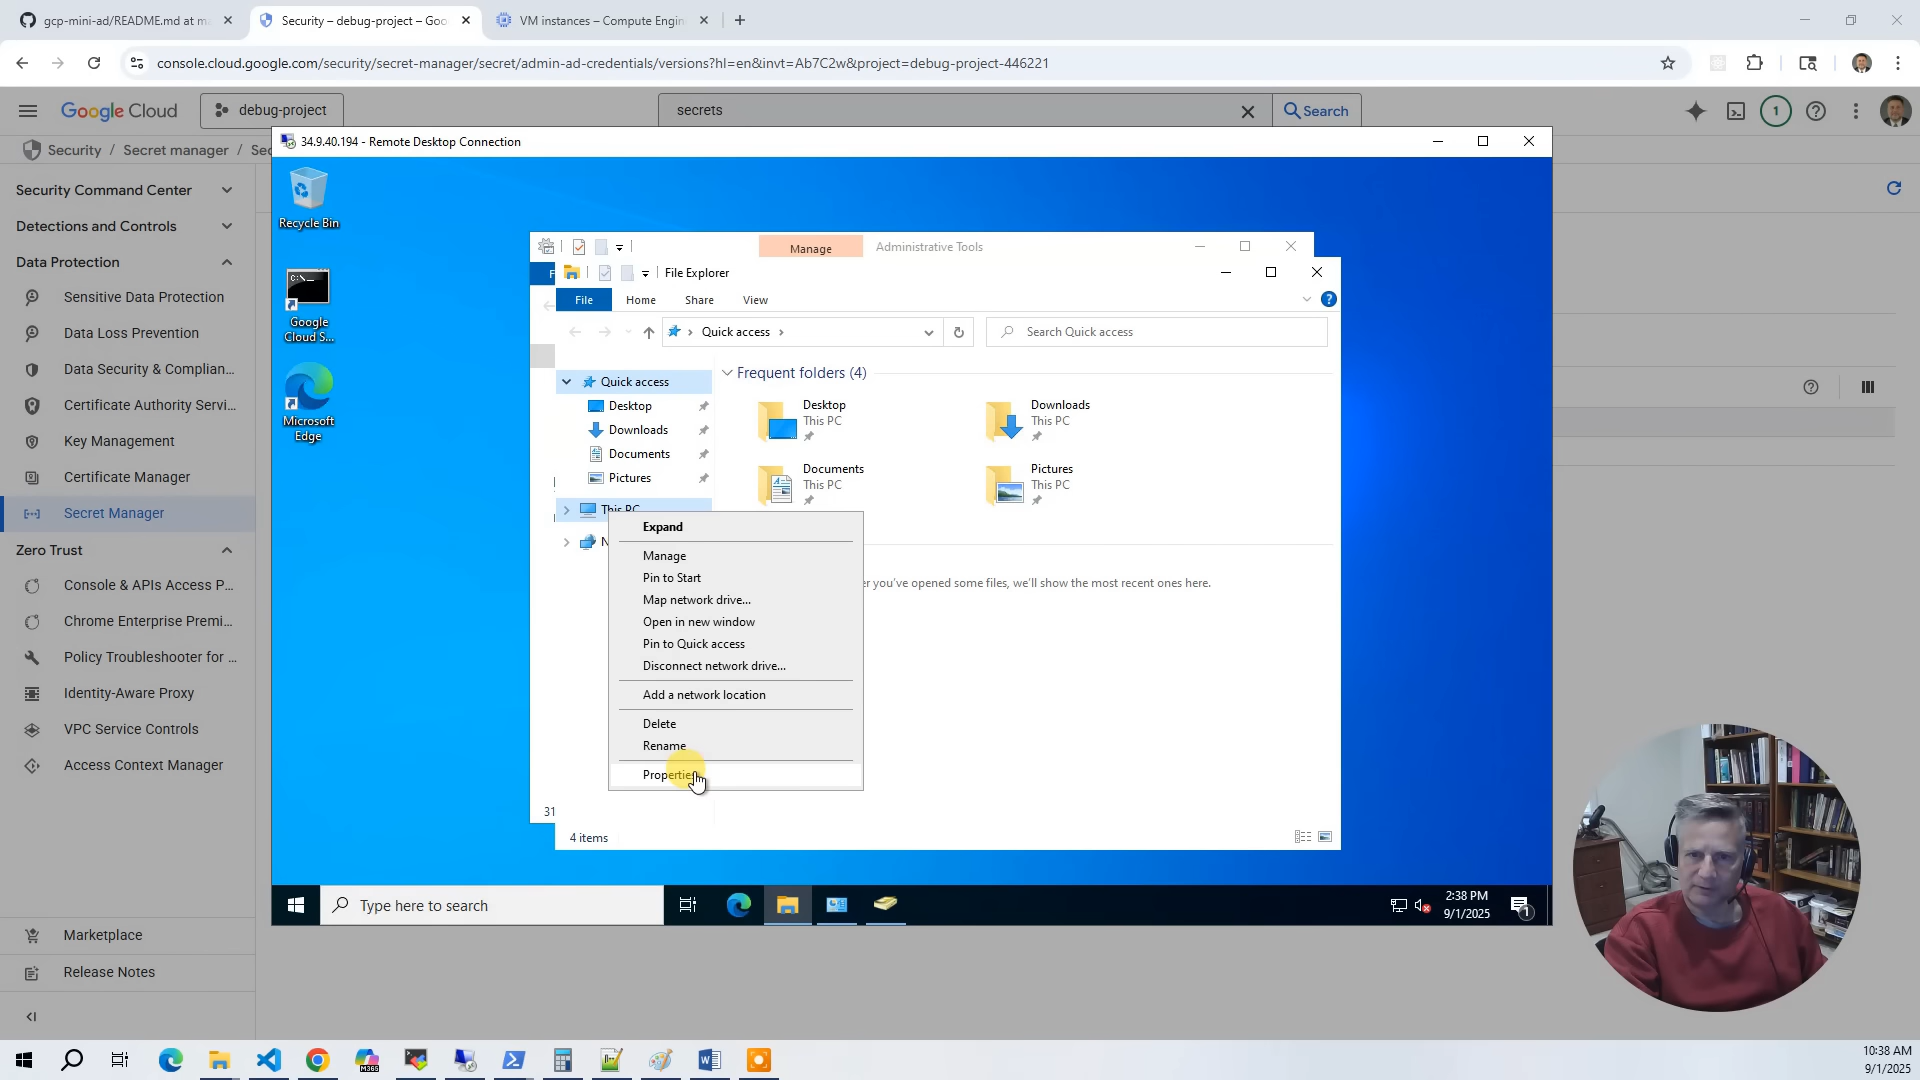 gcp-mini-ad/README.md at ma
Security – debug-project – Goo
VM instances – Compute Engin
console.cloud.google.com/security/secret-manager/secret/admin-ad-credentials/versions?hl=en&invt=Ab7C2w&project=debug-project-446221
Google Cloud
debug-project
secrets
Search
1
Security / Secret manager / Sec
34.9.40.194 - Remote Desktop Connection
Security Command Center
Detections and Controls
Data Protection
Sensitive Data Protection
Data Loss Prevention
Data Security & Complian...
Certificate Authority Servi...
Key Management
Certificate Manager
Secret Manager
Zero Trust
Console & APIs Access P...
Chrome Enterprise Premi...
Policy Troubleshooter for ...
Identity-Aware Proxy
VPC Service Controls
Access Context Manager
Marketplace
Release Notes
Recycle Bin
Google
Cloud S...
Microsoft
Edge
Manage
Administrative Tools
File Explorer
File
Home
Share
View
Quick access
Search Quick access
Quick access
Desktop
Downloads
Documents
Pictures
This PC
Frequent folders (4)
Desktop
This PC
Downloads
This PC
Documents
This PC
Pictures
This PC
you've opened some files, we'll show the most recent ones here.
Expand
Manage
Pin to Start
Map network drive...
Open in new window
Pin to Quick access
Disconnect network drive...
Add a network location
Delete
Rename
Properties
31
4 items
Type here to search
2:38 PM
9/1/2025
1
10:38 AM
9/1/2025